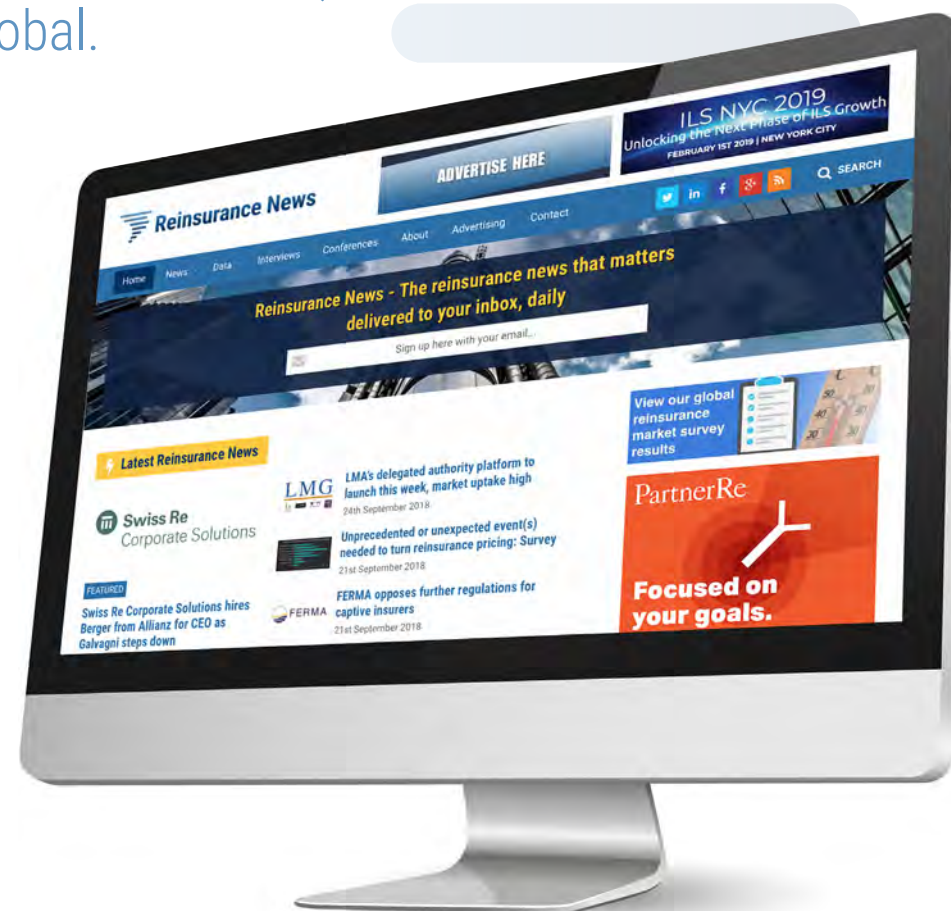 obal.
ILS NYC 2019
Unlocking the Next Phase of ILS Growth
FEBRUARY 1ST 2019 | NEW YORK CITY
ADVERTISE HERE
Reinsurance News
SEARCH
Home News Data Interviews Conferences About Advertising Contact
Reinsurance News - The reinsurance news that matters
delivered to your inbox, daily
Sign up here with your email...
Latest Reinsurance News
Swiss Re
Corporate Solutions
FEATURED
Swiss Re Corporate Solutions hires
Berger from Allianz for CEO as
Galvagni steps down
LMG
LMA's delegated authority platform to
launch this week, market uptake high
24th September 2018
Unprecedented or unexpected event(s)
needed to turn reinsurance pricing: Survey
21st September 2018
FERMA
FERMA opposes further regulations for
captive insurers
21st September 2018
View our global
reinsurance
market survey
results
PartnerRe
Focused on
your goals.